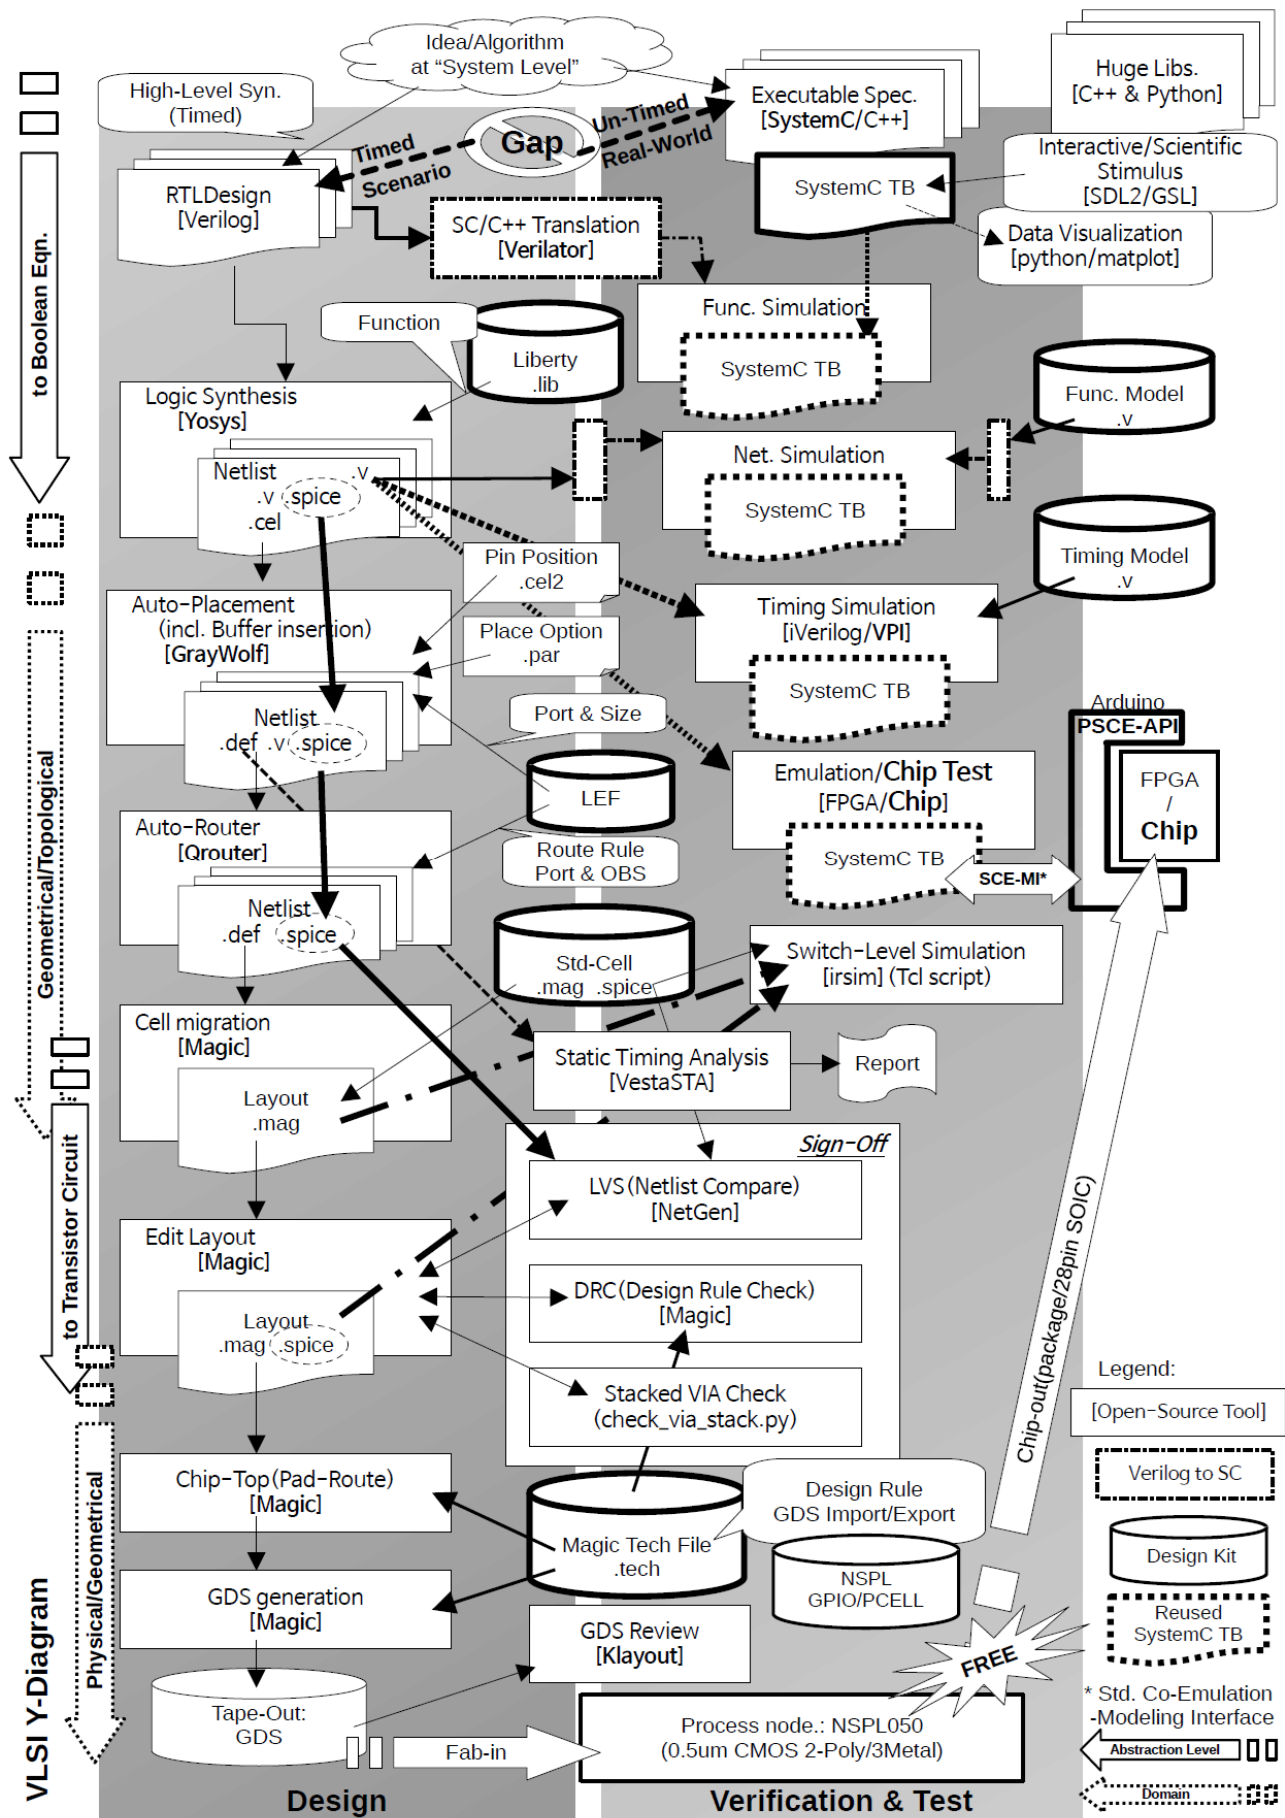 Idea/Algorithm
at “System Level”
High-Level Syn.
(Timed)
Executable Spec.
[SystemC/C++]
Huge Libs.
[C++ & Python]
Gap
Timed
Scenario
Un-Timed
Real-World
RTLDesign
[Verilog]
SC/C++ Translation
[Verilator]
SystemC TB
Interactive/Scientific
Stimulus
[SDL2/GSL]
Data Visualization
[python/matplot]
to Boolean Eqn.
Function
Liberty
.lib
Func. Simulation
SystemC TB
Func. Model
.v
Logic Synthesis
[Yosys]
Netlist
.v
.v
.spice
.cel
Net. Simulation
SystemC TB
Timing Model
.v
Pin Position
.cel2
Auto-Placement
(incl. Buffer insertion)
[GrayWolf]
Place Option
.par
Timing Simulation
[iVerilog/VPI]
SystemC TB
Netlist
.def .v .spice
Port & Size
LEF
Route Rule
Port & OBS
Emulation/Chip Test
[FPGA/Chip]
SystemC TB
SCE-MI*
Arduino
PSCE-API
FPGA
/
Chip
Geometrical/Topological
Auto-Router
[Qrouter]
Netlist
.def .spice
Std-Cell
.mag .spice
Switch-Level Simulation
[irsim] (Tcl script)
Cell migration
[Magic]
Layout
.mag
Static Timing Analysis
[VestaSTA]
Report
to Transistor Circuit
Sign-Off
LVS(Netlist Compare)
[NetGen]
Edit Layout
[Magic]
Layout
.mag .spice
DRC(Design Rule Check)
[Magic]
Stacked VIA Check
(check_via_stack.py)
Chip-out(package/28pin SOIC)
Legend:
[Open-Source Tool]
Verilog to SC
Design Kit
Reused
SystemC TB
* Std. Co-Emulation
-Modeling Interface
Abstraction Level
Domain
Chip-Top(Pad-Route)
[Magic]
Magic Tech File
.tech
Design Rule
GDS Import/Export
NSPL
GPIO/PCELL
GDS generation
[Magic]
GDS Review
[Klayout]
FREE
Physical/Geometrical
VLSI Y-Diagram
Tape-Out:
GDS
Fab-in
Process node.: NSPL050
(0.5um CMOS 2-Poly/3Metal)
Design
Verification & Test